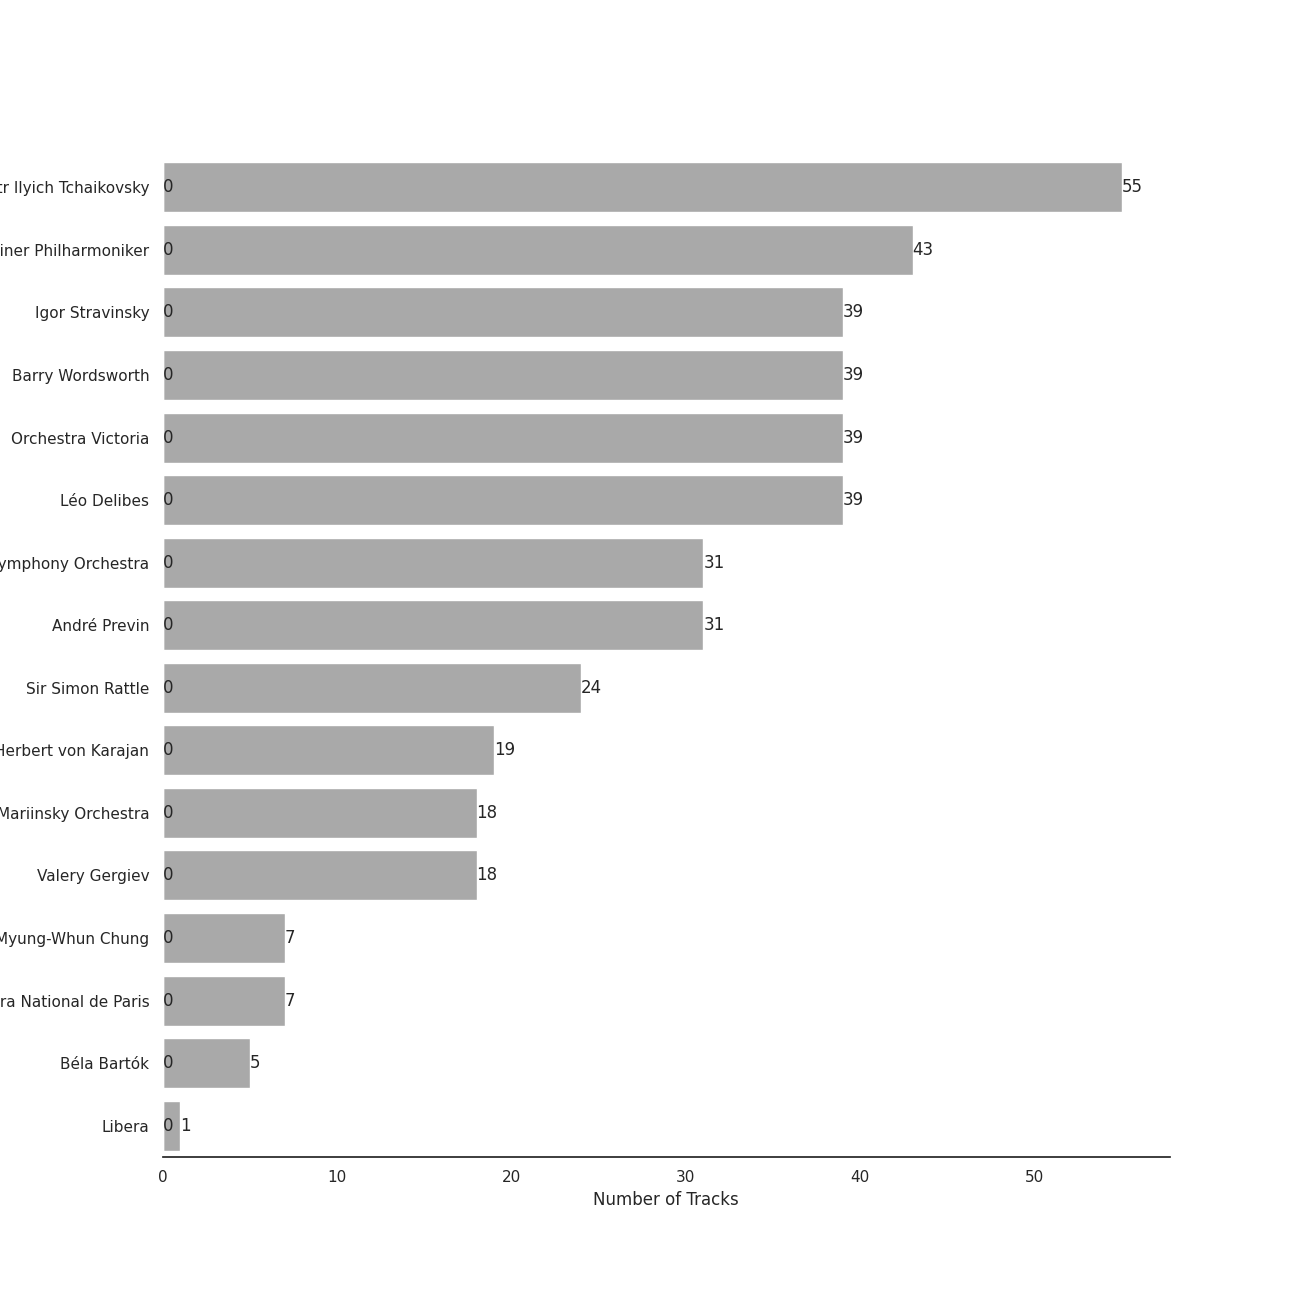 tr Ilyich Tchaikovsky 0 55
iner Philharmoniker 0 43
Igor Stravinsky 0 39
Barry Wordsworth 0 39
Orchestra Victoria 0 39
Léo Delibes 0 39
ymphony Orchestra 0 31
André Previn 0 31
Sir Simon Rattle 0 24
Herbert von Karajan 0 19
Mariinsky Orchestra 0 18
Valery Gergiev 0 18
Myung-Whun Chung 0 7
ra National de Paris 0 7
Béla Bartók 0 5
Libera 0 1
0 10 20 30 40 50
Number of Tracks